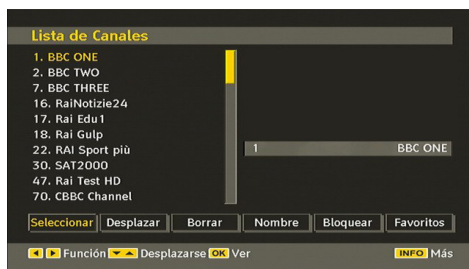 Lista de Canales
1. BBC ONE
2. BBC TWO
7. BBC THREE
16. RaiNotizie24
17. Rai Edu1
18. Rai Gulp
22. RAI Sport più
30. SAT2000
47. Rai Test HD
70. CBBC Channel
1 BBC ONE
Seleccionar Desplazar Borrar Nombre Bloquear Favoritos
Función Desplazarse OK Ver INFO Más